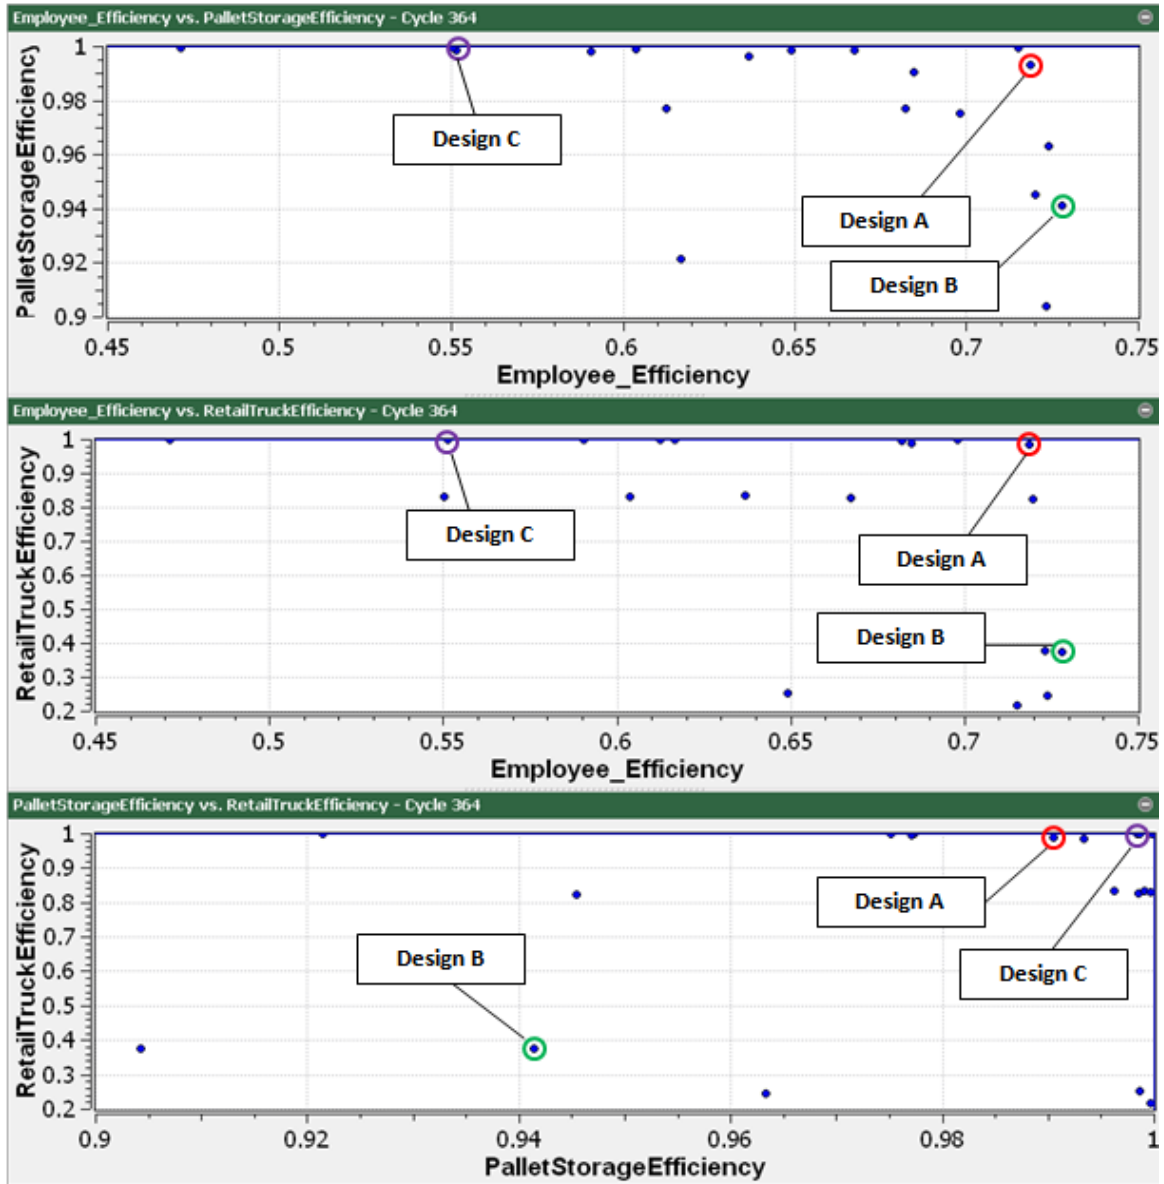 Employee_Efficiency vs. PalletStorageEfficiency - Cycle 364
PalletStorageEfficiency
1
0.98
0.96
0.94
0.92
0.9
Design C
Design A
Design B
0.45 0.5 0.55 0.6 0.65 0.7 0.75
Employee_Efficiency
Employee_Efficiency vs. RetailTruckEfficiency - Cycle 364
RetailTruckEfficiency
1
0.9
0.8
0.7
0.6
0.5
0.4
0.3
0.2
Design C
Design A
Design B
0.45 0.5 0.55 0.6 0.65 0.7 0.75
Employee_Efficiency
PalletStorageEfficiency vs. RetailTruckEfficiency - Cycle 364
RetailTruckEfficiency
1
0.9
0.8
0.7
0.6
0.5
0.4
0.3
0.2
Design A
Design B
Design C
0.9 0.92 0.94 0.96 0.98 1
PalletStorageEfficiency